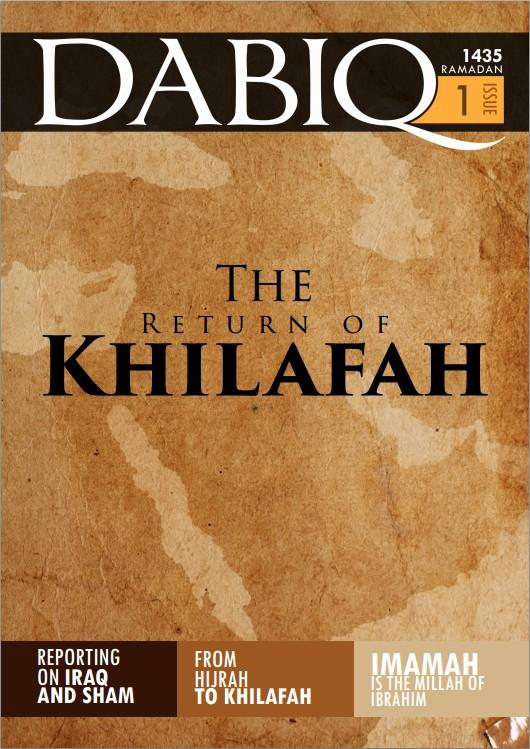 DABIQ
1435
RAMADAN
1 ISSUE
THE
RETURN OF
KHILAFAH
REPORTING
ON IRAQ
AND SHAM
FROM
HIJRAH
TO KHILAFAH
IMAMAH
IS THE MILLAH OF
IBRAHIM